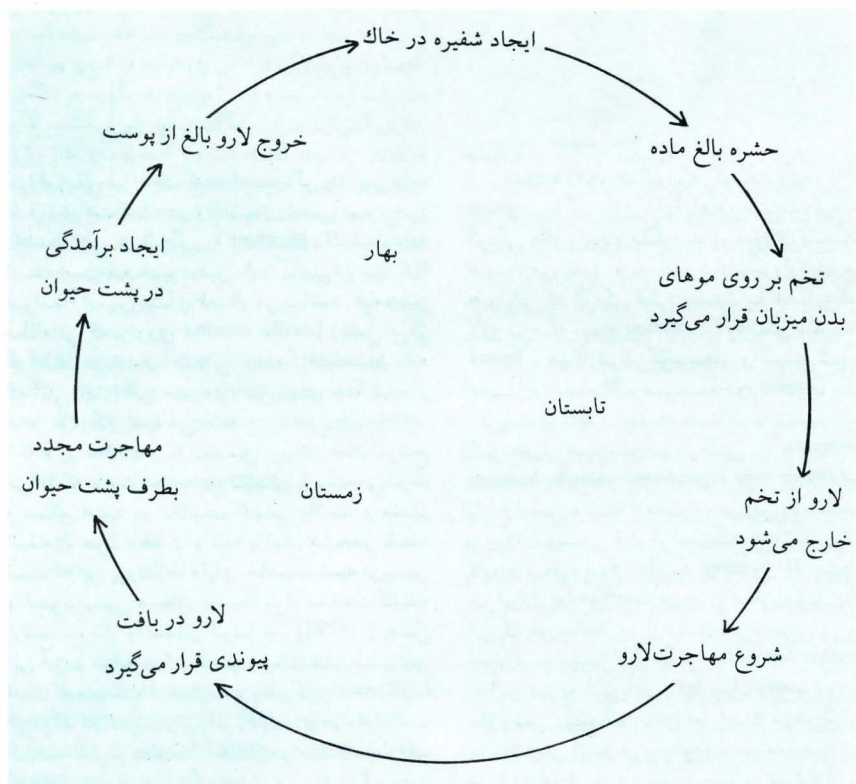 ایجاد شفیره در خاك
حشره بالغ ماده
تخم بر روی موهای
بدن میزبان قرار می‌گیرد
لارو از تخم
خارج می‌شود
شروع مهاجرت لارو
لارو در بافت
پیوندی قرار می‌گیرد
مهاجرت مجدد
بطرف پشت حیوان
ایجاد برآمدگی
در پشت حیوان
خروج لارو بالغ از پوست
بهار
تابستان
زمستان